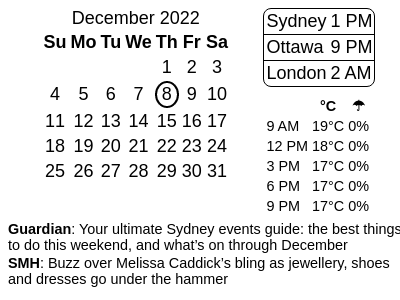 December 2022
Su Mo Tu We Th Fr Sa
1 2 3
4 5 6 7 8 9 10
11 12 13 14 15 16 17
18 19 20 21 22 23 24
25 26 27 28 29 30 31
Sydney 1 PM
Ottawa 9 PM
London 2 AM
°C ☂
9 AM 19°C 0%
12 PM 18°C 0%
3 PM 17°C 0%
6 PM 17°C 0%
9 PM 17°C 0%
Guardian: Your ultimate Sydney events guide: the best things
to do this weekend, and what’s on through December
SMH: Buzz over Melissa Caddick’s bling as jewellery, shoes
and dresses go under the hammer